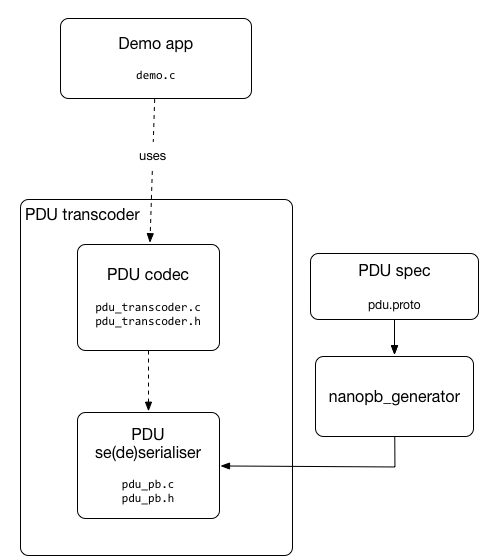 Demo app
demo.c
uses
PDU transcoder
PDU codec
pdu_transcoder.c
pdu_transcoder.h
PDU spec
pdu.proto
nanopb_generator
PDU
se(de)serialiser
pdu_pb.c
pdu_pb.h